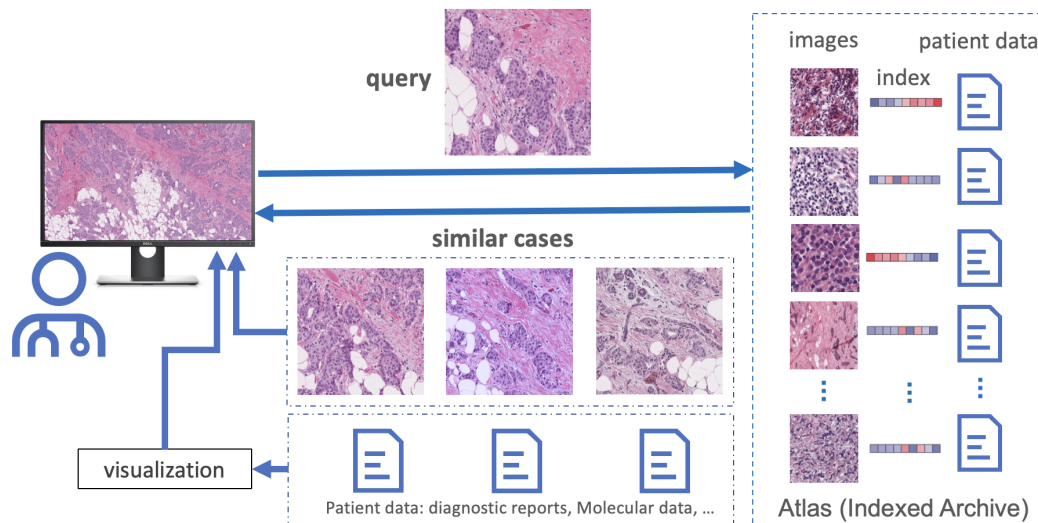 query
similar cases
visualization
Patient data: diagnostic reports, Molecular data, ...
images
patient data
index
Atlas (Indexed Archive)